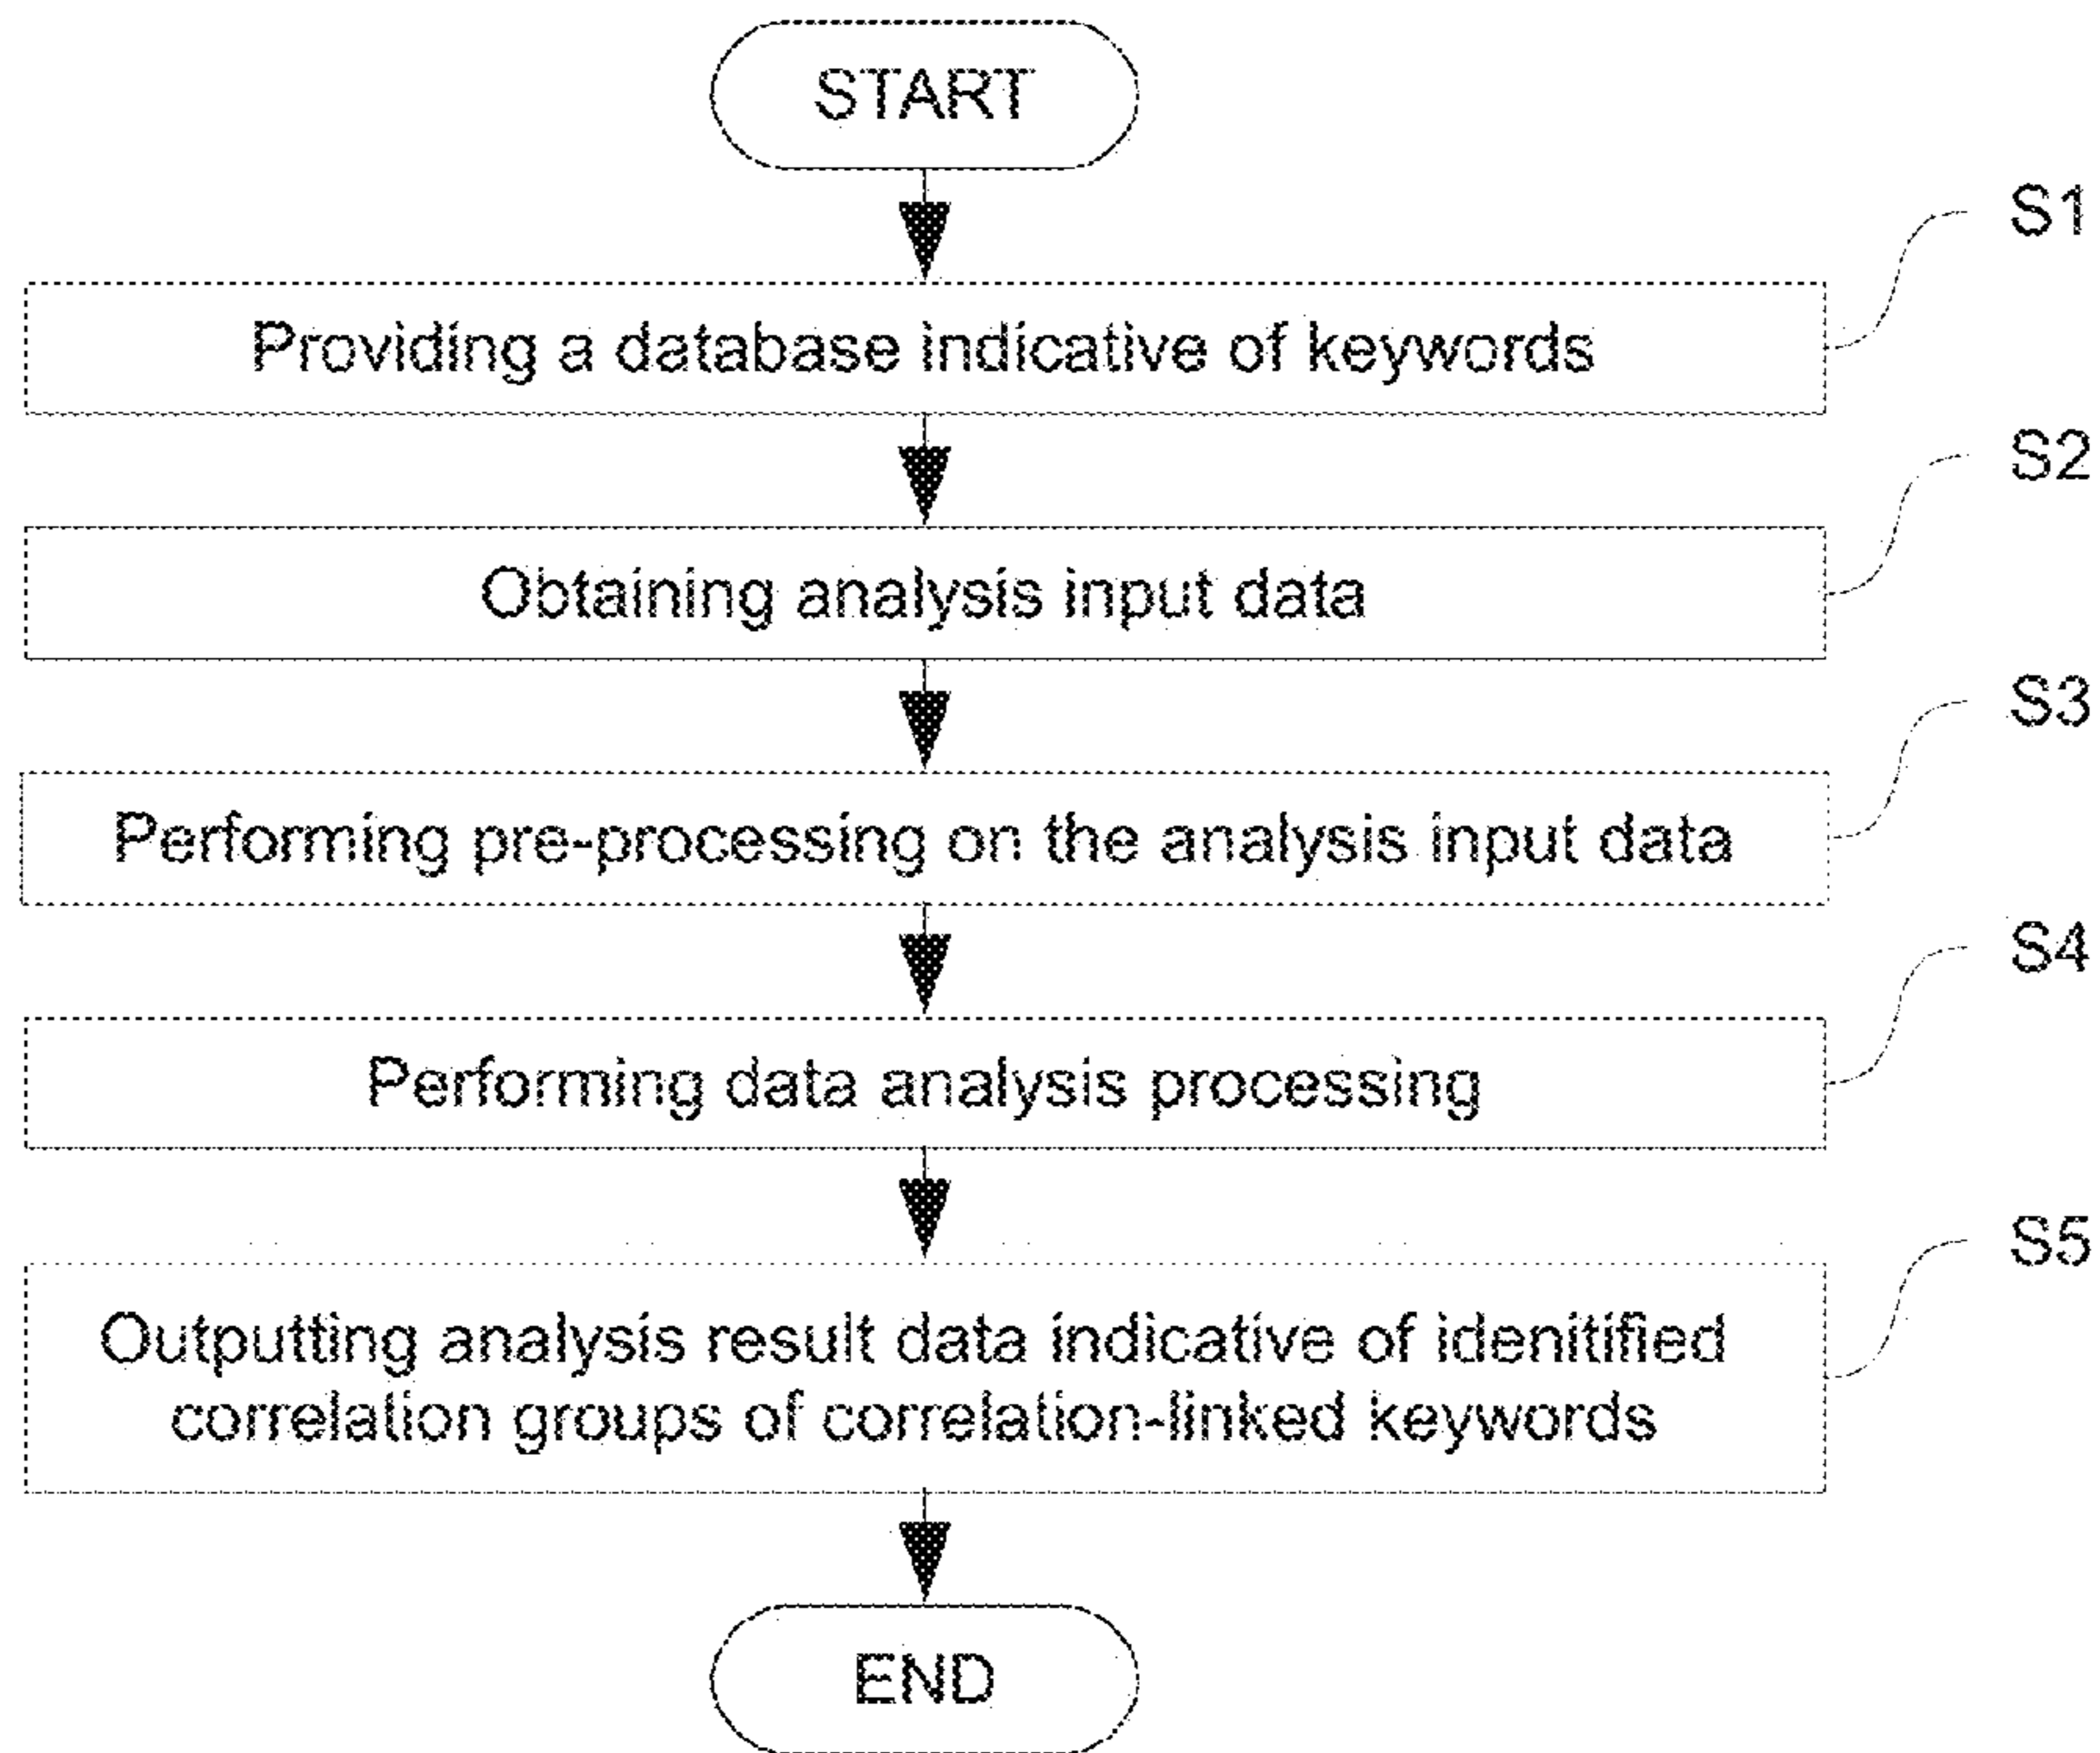 START
S1
Providing a database indicative of keywords
S2
Obtaining analysis input data
S3
Performing pre-processing on the analysis input data
S4
Performing data analysis processing
S5
Outputting analysis result data indicative of idenitified
correlation groups of correlation-linked keywords
END